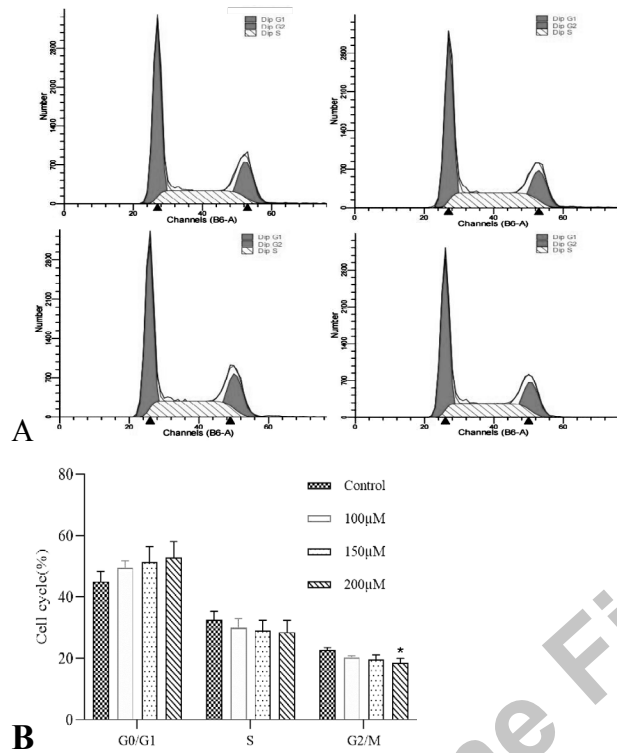 Dip G1
Dip G2
Dip S
Number
2800
2100
1400
700
0
0 20 40 60
Channels (B6-A)
Dip G1
Dip G2
Dip S
Number
2800
2100
1400
700
0
0 20 40 60
Channels (B6-A)
Dip G1
Dip G2
Dip S
Number
2800
2100
1400
700
0
0 20 40 60
Channels (B6-A)
Dip G1
Dip G2
Dip S
Number
2800
2100
1400
700
0
0 20 40 60
Channels (B6-A)
A
Cell cycle(%)
80
60
40
20
0
Control
100μM
150μM
200μM
*
G0/G1 S G2/M
B